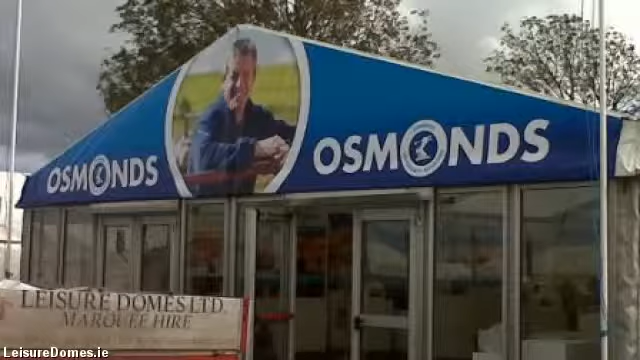 OSMONDS
OSMONDS
LEISURE DOMES LTD.
MARQUEE HIRE
LeisureDomes.ie